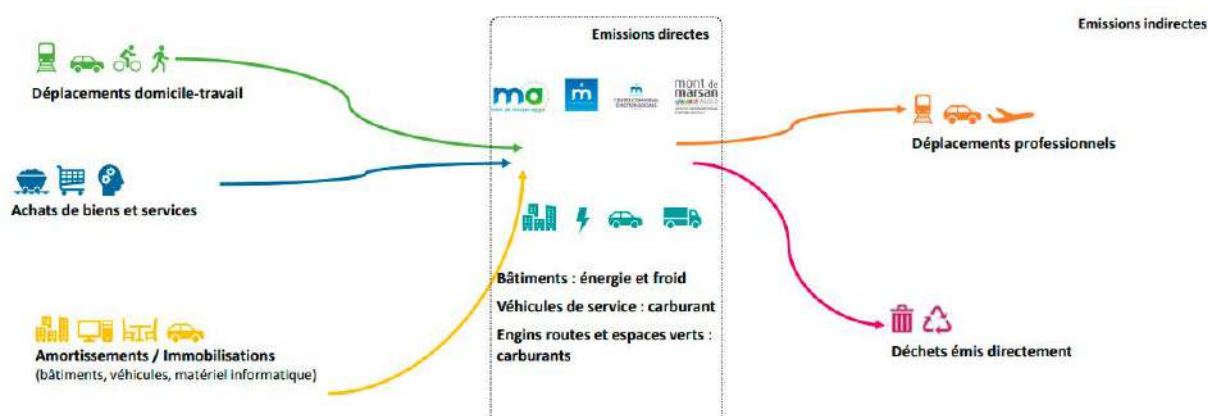 Emissions directes
Emissions indirectes
Déplacements domicile-travail
ma
mont de
marsan
Déplacements professionnels
Achats de biens et services
Bâtiments : énergie et froid
Véhicules de service : carburant
Engins routes et espaces verts :
carburants
Amortissements / Immobilisations
(bâtiments, véhicules, matériel informatique)
Déchets émis directement